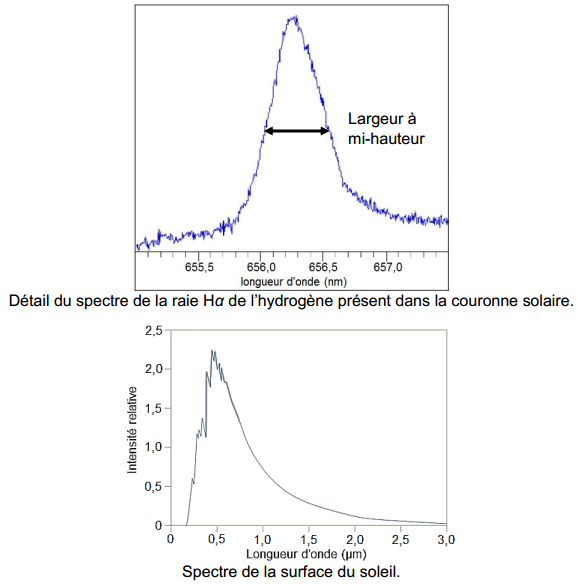 Largeur à
mi-hauteur
655,5 656,0 656,5 657,0
longueur d'onde (nm)
Détail du spectre de la raie Hα de l'hydrogène présent dans la couronne solaire.
2,5
2,0
1,5
1,0
0,5
0
Intensité relative
0 0,5 1,0 1,5 2,0 2,5 3,0
Longueur d'onde (µm)
Spectre de la surface du soleil.